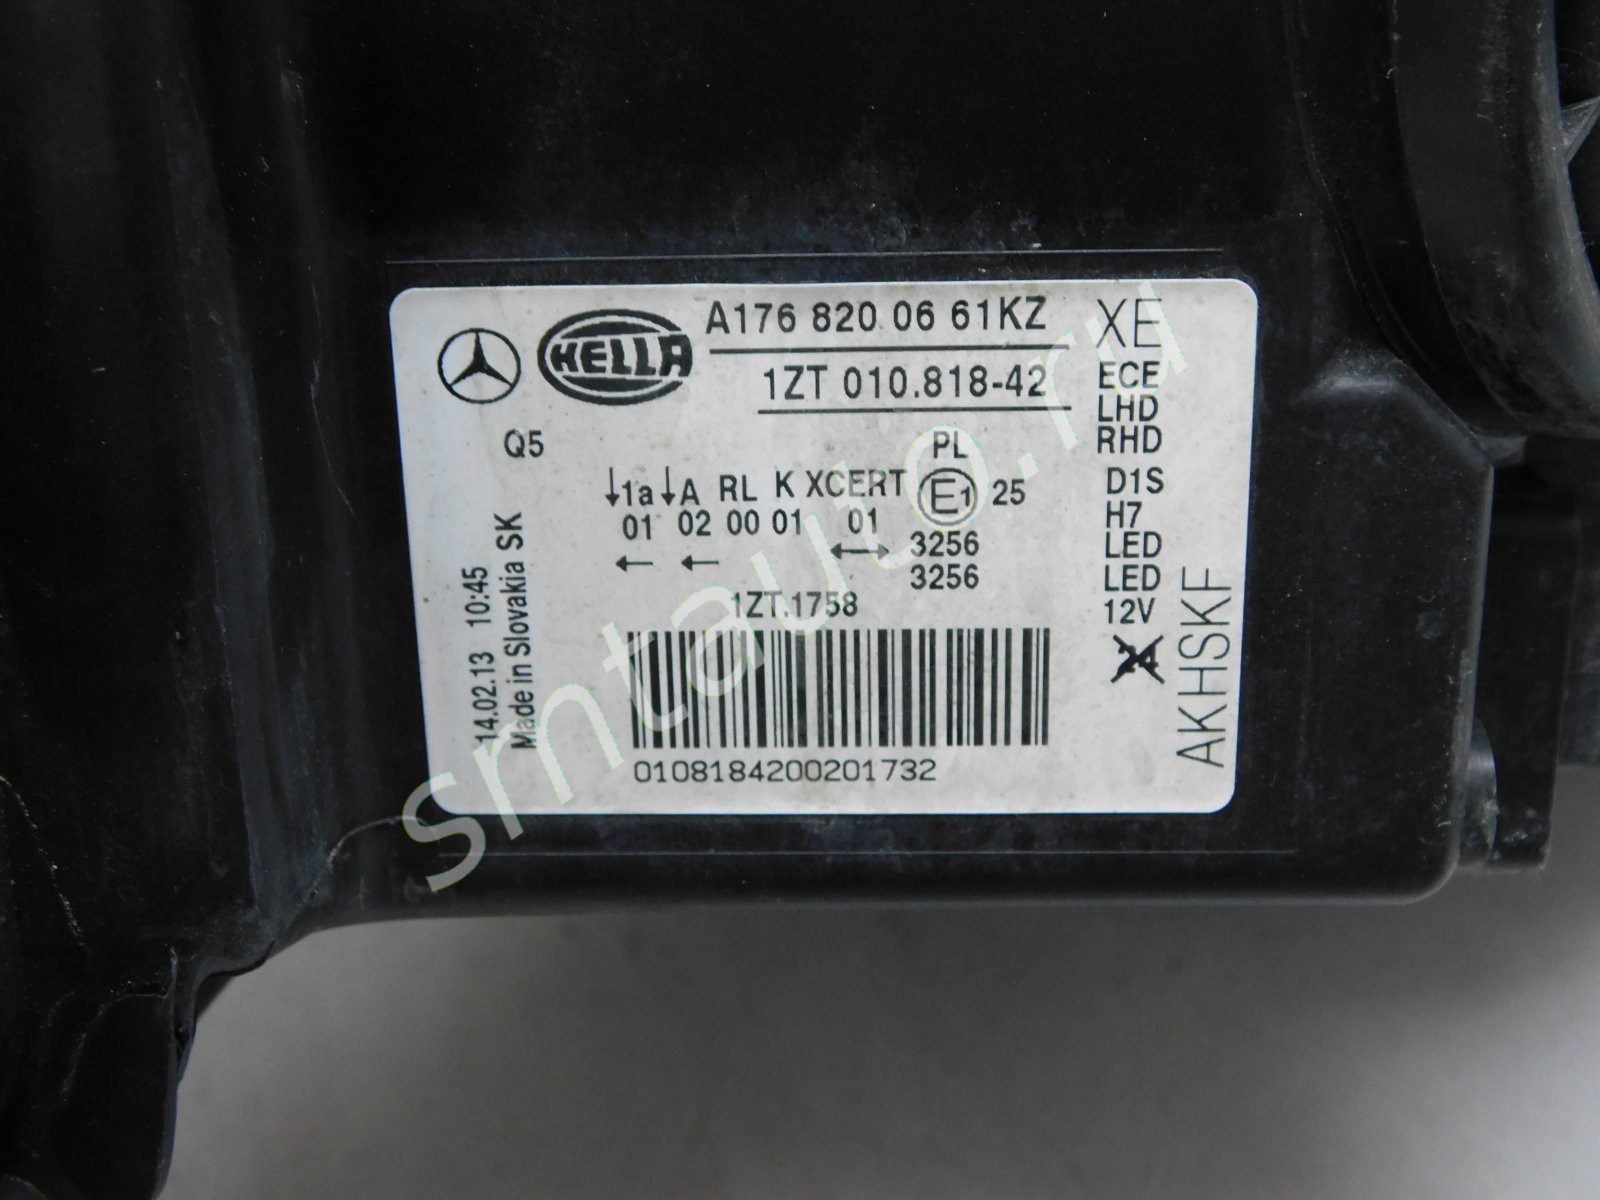 HELLA
A176 820 06 61KZ
1ZT 010.818-42
XE
ECE
LHD
RHD
Q5
PL
1a A RL K XCERT E1 25
01 02 00 01 01
3256
3256
1ZT.1758
D1S
H7
LED
LED
12V
AKHSKF
14.02.13 10:45
Made in Slovakia SK
0108184200201732
smtauto.ru